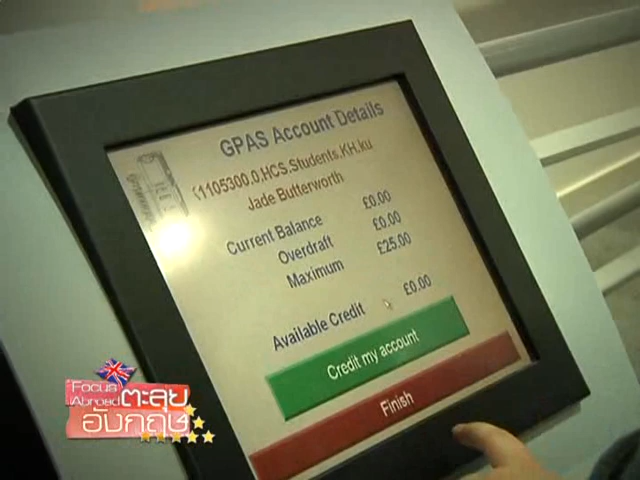 GPAS Account Details
K1105300.0,HCS.Students.KH.ku
Jade Butterworth
Current Balance £0.00
Overdraft £0.00
Maximum £25.00
Available Credit £0.00
Credit my account
Finish
Focus Abroad ตะลุย
อังกฤษ